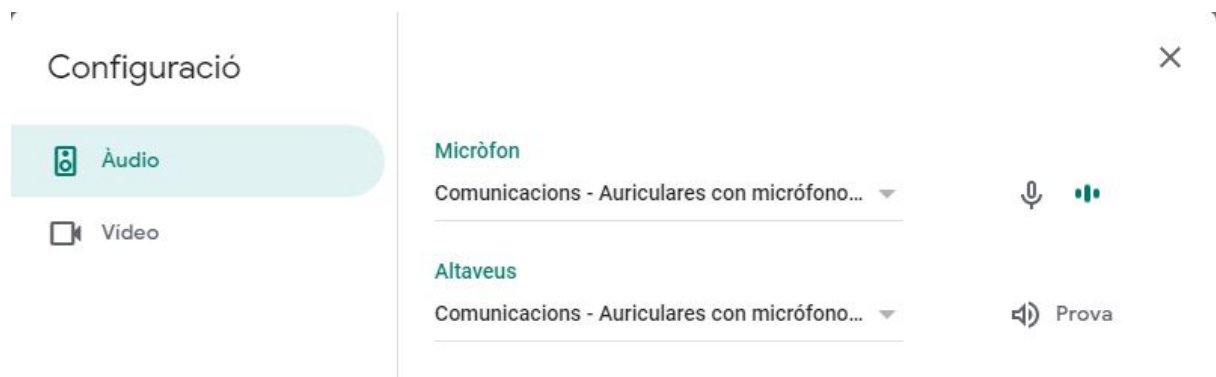 Configuració
Àudio
Vídeo
Micròfon
Comunicacions - Auriculares con micrófono...
Altaveus
Comunicacions - Auriculares con micrófono...
Prova